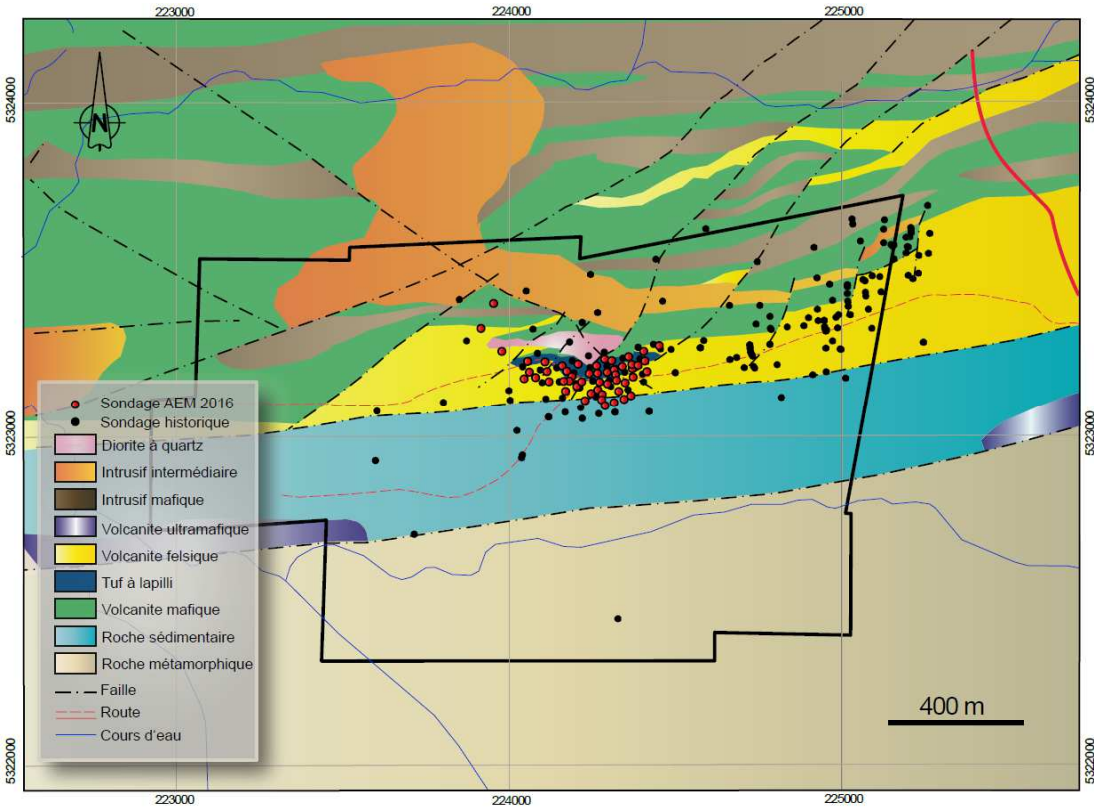 223000
224000
225000
5324000
5324000
N
5323000
5323000
Sondage AEM 2016
Sondage historique
Diorite à quartz
Intrusif intermédiaire
Intrusif mafique
Volcanite ultramafique
Volcanite felsique
Tuf à lapilli
Volcanite mafique
Roche sédimentaire
Roche métamorphique
Faille
Route
Cours d'eau
400 m
5322000
5322000
223000
224000
225000